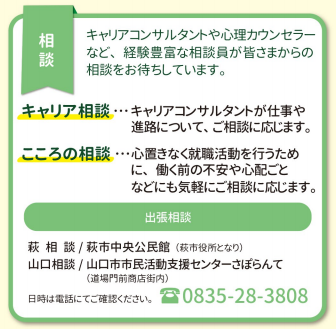 相談
キャリアコンサルタントや心理カウンセラー
など、経験豊富な相談員が皆さまからの
相談をお待ちしています。
キャリア相談…キャリアコンサルタントが仕事や
進路について、ご相談に応じます。
こころの相談…心置きなく就職活動を行うため
に、働く前の不安や心配ごと
などにも気軽にご相談に応じます。
出張相談
萩 相 談 / 萩市中央公民館（萩市役所となり）
山口相談 / 山口市市民活動支援センターさぽらんて
（道場門前商店街内）
日時は電話にてご確認ください。 ☎0835-28-3808